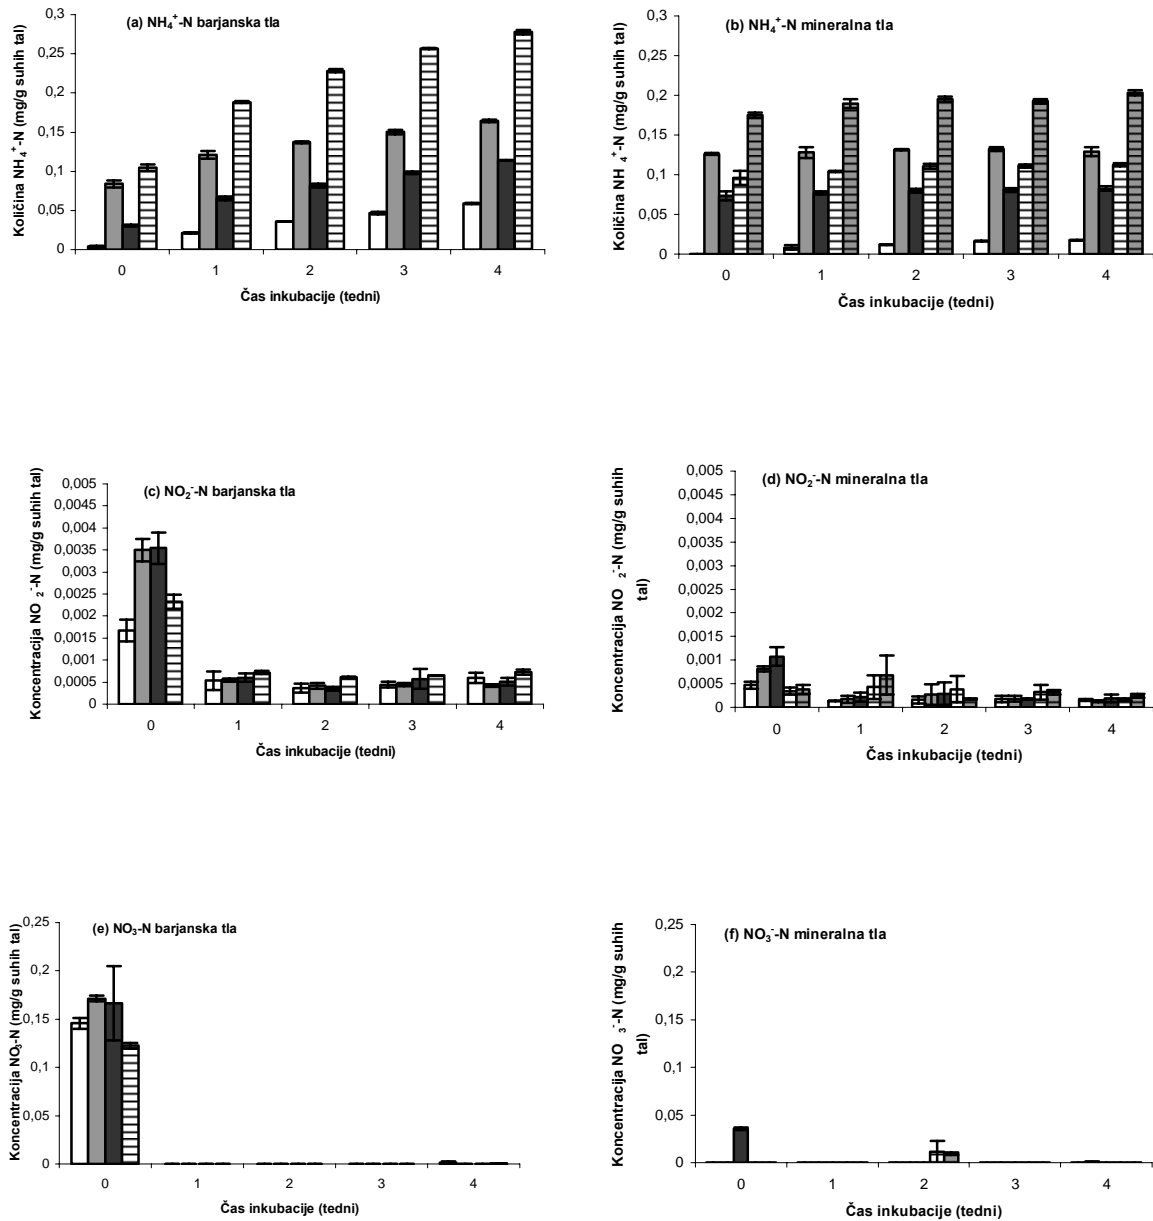 (a) NH₄⁺-N barjanska tla
Količina NH₄⁺-N (mg/g suhih tal)
0,3
0,25
0,2
0,15
0,1
0,05
0
0 1 2 3 4
Čas inkubacije (tedni)
(b) NH₄⁺-N mineralna tla
Količina NH ₄⁺-N (mg/g suhih tal)
0,3
0,25
0,2
0,15
0,1
0,05
0
0 1 2 3 4
Čas inkubacije (tedni)
(c) NO₂⁻-N barjanska tla
Koncentracija NO ₂⁻-N (mg/g suhih tal)
0,005
0,0045
0,004
0,0035
0,003
0,0025
0,002
0,0015
0,001
0,0005
0
0 1 2 3 4
Čas inkubacije (tedni)
(d) NO₂⁻-N mineralna tla
Koncentracija NO ₂⁻-N (mg/g suhih
tal)
0,005
0,0045
0,004
0,0035
0,003
0,0025
0,002
0,0015
0,001
0,0005
0
0 1 2 3 4
Čas inkubacije (tedni)
(e) NO₃-N barjanska tla
Koncentracija NO₃-N (mg/g suhih tal)
0,25
0,2
0,15
0,1
0,05
0
0 1 2 3 4
Čas inkubacije (tedni)
(f) NO₃⁻-N mineralna tla
Koncentracija NO ₃⁻-N (mg/g suhih
tal)
0,25
0,2
0,15
0,1
0,05
0
0 1 2 3 4
Čas inkubacije (tedni)